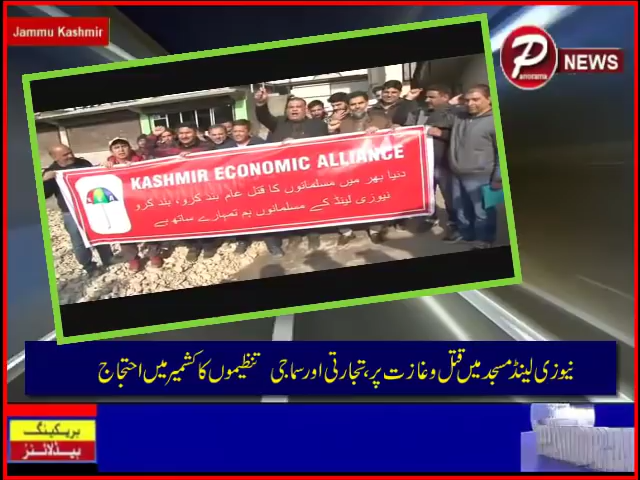 Jammu Kashmir
P NEWS
KASHMIR ECONOMIC ALLIANCE
دنیا بھر میں مسلمانوں کا قتل عام بند کرو، بند کرو
نیوزی لینڈ کے مسلمانوں ہم تمہارے ساتھ ہے
نیوزی لینڈ مسجد میں قتل و غازت پر، تجارتی اور سماجی تنظیموں کا کشمیر میں احتجاج
بریکینگ
ہیڈلائنز